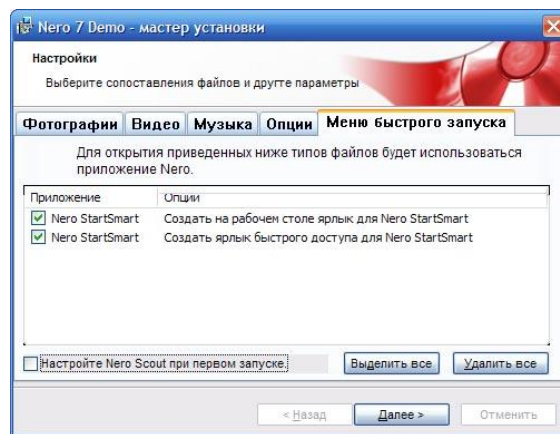 Nero 7 Demo - мастер установки
Настройки
Выберите сопоставления файлов и другте параметры
Фотографии Видео Музыка Опции Меню быстрого запуска
Для открытия приведенных ниже типов файлов будет использоваться
приложение Nero.
Приложение Опции
Nero StartSmart Создать на рабочем столе ярлык для Nero StartSmart
Nero StartSmart Создать ярлык быстрого доступа для Nero StartSmart
Настройте Nero Scout при первом запуске. Выделить все Удалить все
< Назад Далее > Отменить